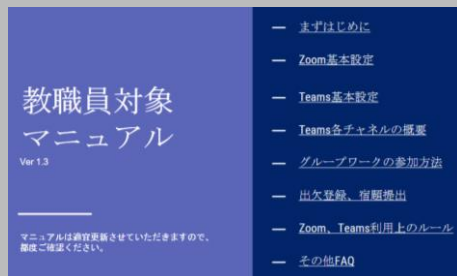 教職員対象
マニュアル
Ver 1.3
マニュアルは適宜更新させていただきますので、
都度ご確認ください。
まずはじめに
Zoom基本設定
Teams基本設定
Teams各チャネルの概要
グループワークの参加方法
出欠登録、宿題提出
Zoom、Teams利用上のルール
その他FAQ